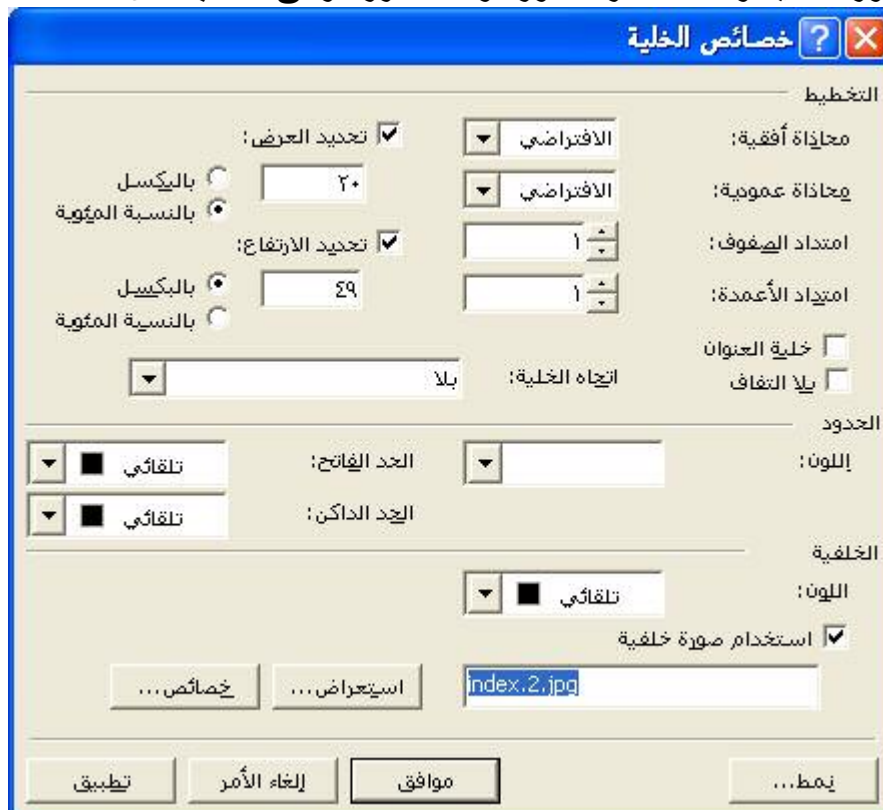 خصائص الخلية
التخطيط
محاذاة أفقية: الافتراضي
تحديد العرض:
٢٠
بالبكسل
بالنسبة المئوية
محاذاة عمودية: الافتراضي
امتداد الصفوف: ١
تحديد الارتفاع:
٤٩
بالبكسل
بالنسبة المئوية
امتداد الأعمدة: ١
خلية العنوان
بلا التفاف
اتجاه الخلية: بلا
الحدود
اللون:
الحد الفاتح: تلقائي
الحد الداكن: تلقائي
الخلفية
اللون: تلقائي
استخدام صورة خلفية
index.2.jpg
استعراض...
خصائص...
نمط...
موافق
إلغاء الأمر
تطبيق